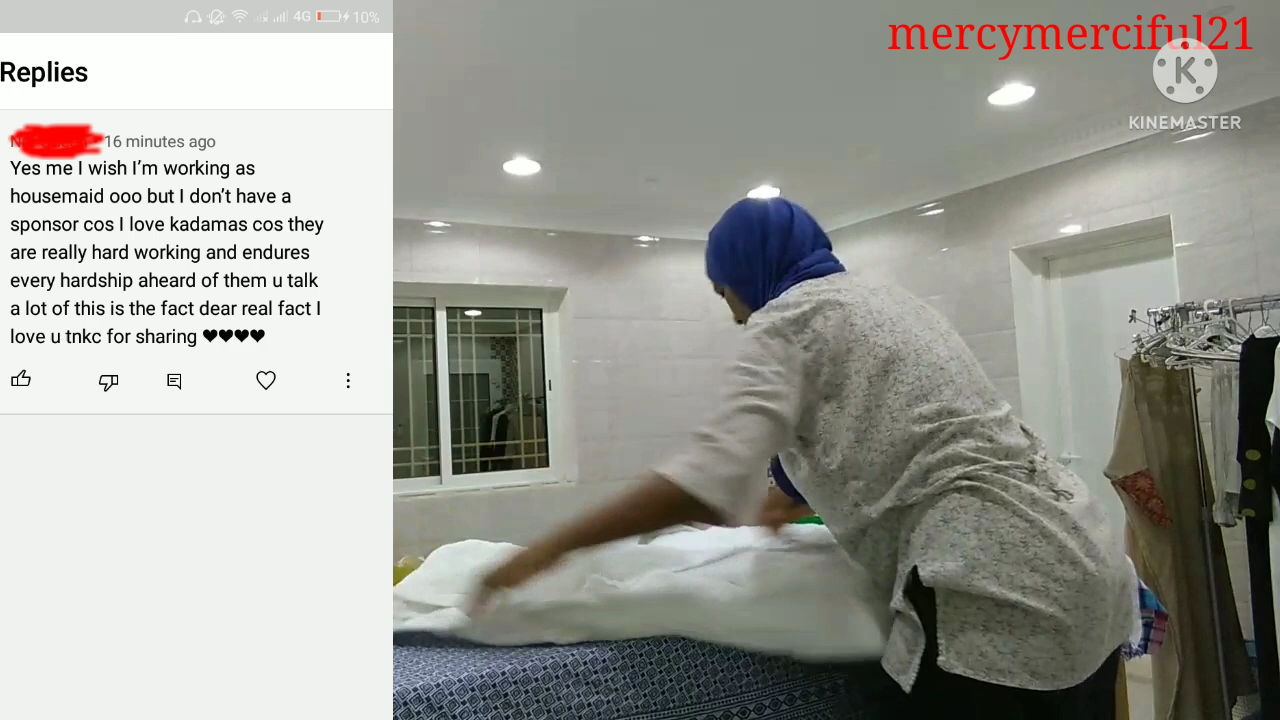 4G 10%
Replies
16 minutes ago
Yes me I wish I'm working as
housemaid ooo but I don't have a
sponsor cos I love kadamas cos they
are really hard working and endures
every hardship aheard of them u talk
a lot of this is the fact dear real fact I
love u tnkc for sharing ♥♥♥♥
mercymerciful21
K
KINEMASTER